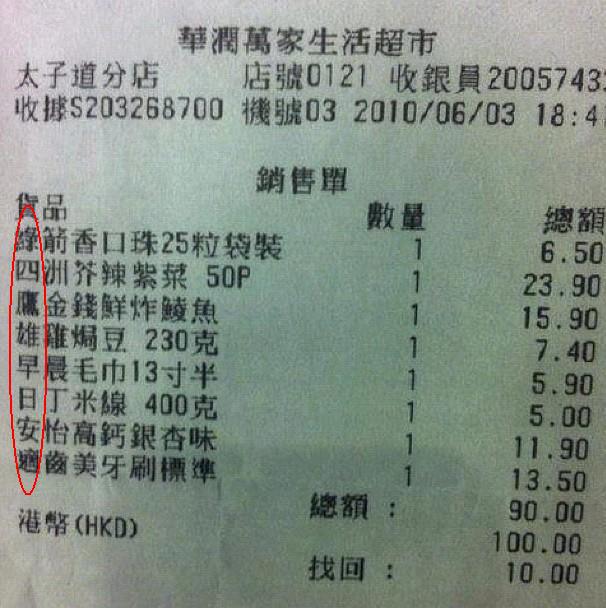 華潤萬家生活超市
太子道分店 店號0121 收銀員2005743
收據S203268700 機號03 2010/06/03 18:4
銷售單
貨品 數量 總額
綠箭香口珠25粒袋裝 1 6.50
四洲芥辣紫菜 50P 1 23.90
鷹金錢鮮炸鯪魚 1 15.90
雄雞焗豆 230克 1 7.40
早晨毛巾13寸半 1 5.90
日丁米線 400克 1 5.00
安怡高鈣銀杏味 1 11.90
適齒美牙刷標準 1 13.50
總額 : 90.00
港幣(HKD) 100.00
找回 : 10.00